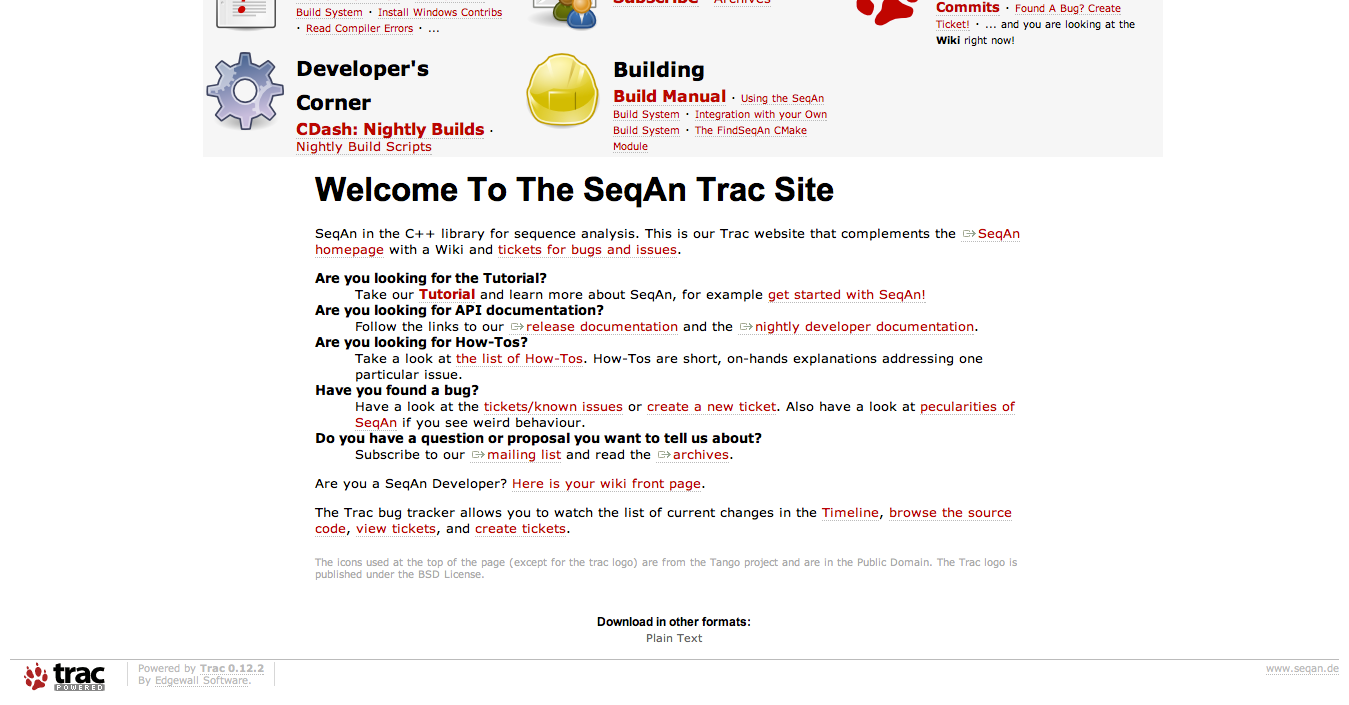 Build System · Install Windows Contribs
· Read Compiler Errors · ...
Subscribe · Archives
Commits · Found A Bug? Create
Ticket! · ... and you are looking at the
Wiki right now!
Developer's
Corner
CDash: Nightly Builds ·
Nightly Build Scripts
Building
Build Manual · Using the SeqAn
Build System · Integration with your Own
Build System · The FindSeqAn CMake
Module
Welcome To The SeqAn Trac Site
SeqAn in the C++ library for sequence analysis. This is our Trac website that complements the SeqAn
homepage with a Wiki and tickets for bugs and issues.
Are you looking for the Tutorial?
Take our Tutorial and learn more about SeqAn, for example get started with SeqAn!
Are you looking for API documentation?
Follow the links to our release documentation and the nightly developer documentation.
Are you looking for How-Tos?
Take a look at the list of How-Tos. How-Tos are short, on-hands explanations addressing one
particular issue.
Have you found a bug?
Have a look at the tickets/known issues or create a new ticket. Also have a look at pecularities of
SeqAn if you see weird behaviour.
Do you have a question or proposal you want to tell us about?
Subscribe to our mailing list and read the archives.
Are you a SeqAn Developer? Here is your wiki front page.
The Trac bug tracker allows you to watch the list of current changes in the Timeline, browse the source
code, view tickets, and create tickets.
The icons used at the top of the page (except for the trac logo) are from the Tango project and are in the Public Domain. The Trac logo is
published under the BSD License.
Download in other formats:
Plain Text
trac
POWERED
Powered by Trac 0.12.2
By Edgewall Software.
www.seqan.de